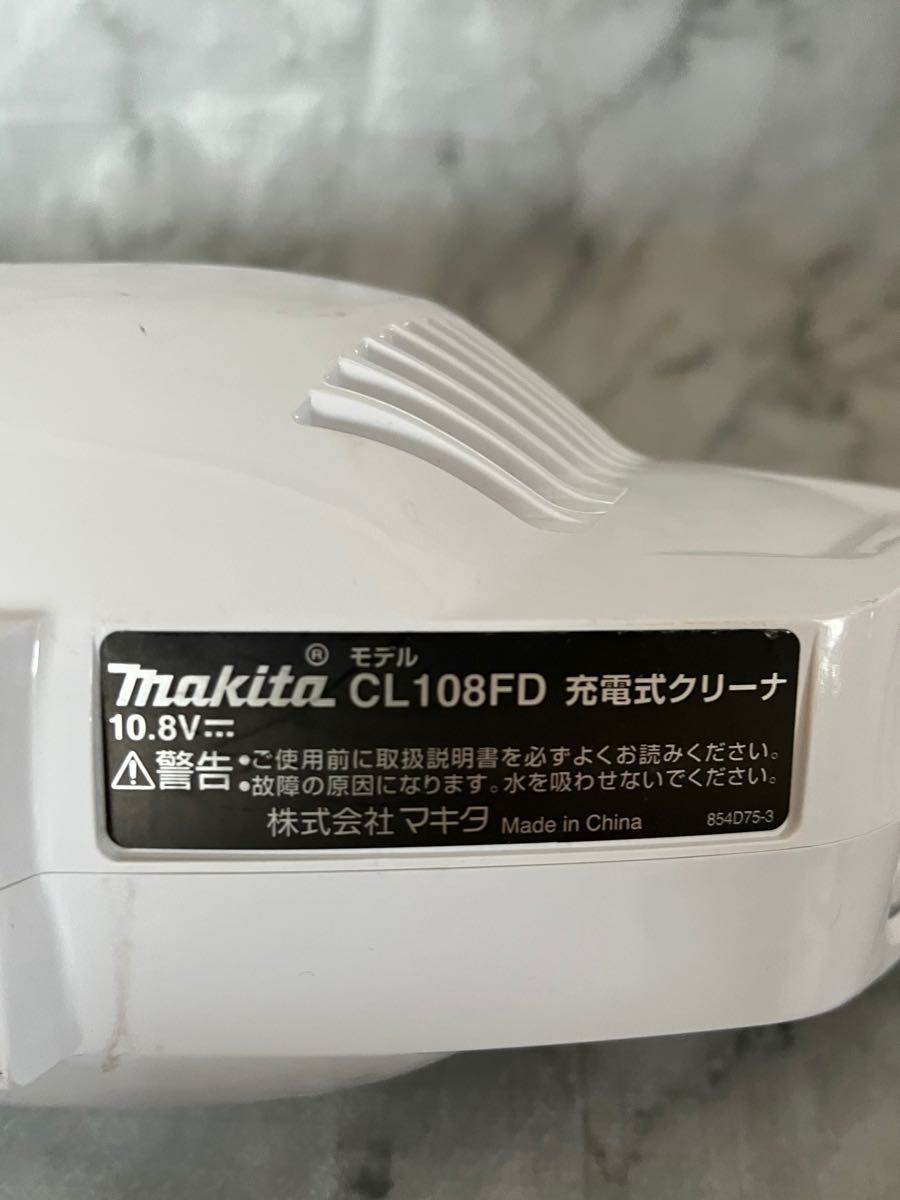 makita® モデル CL108FD 充電式クリーナ
10.8V⎓
⚠警告 •ご使用前に取扱説明書を必ずよくお読みください。
•故障の原因になります。水を吸わせないでください。
株式会社 マキタ Made in China 854D75-3